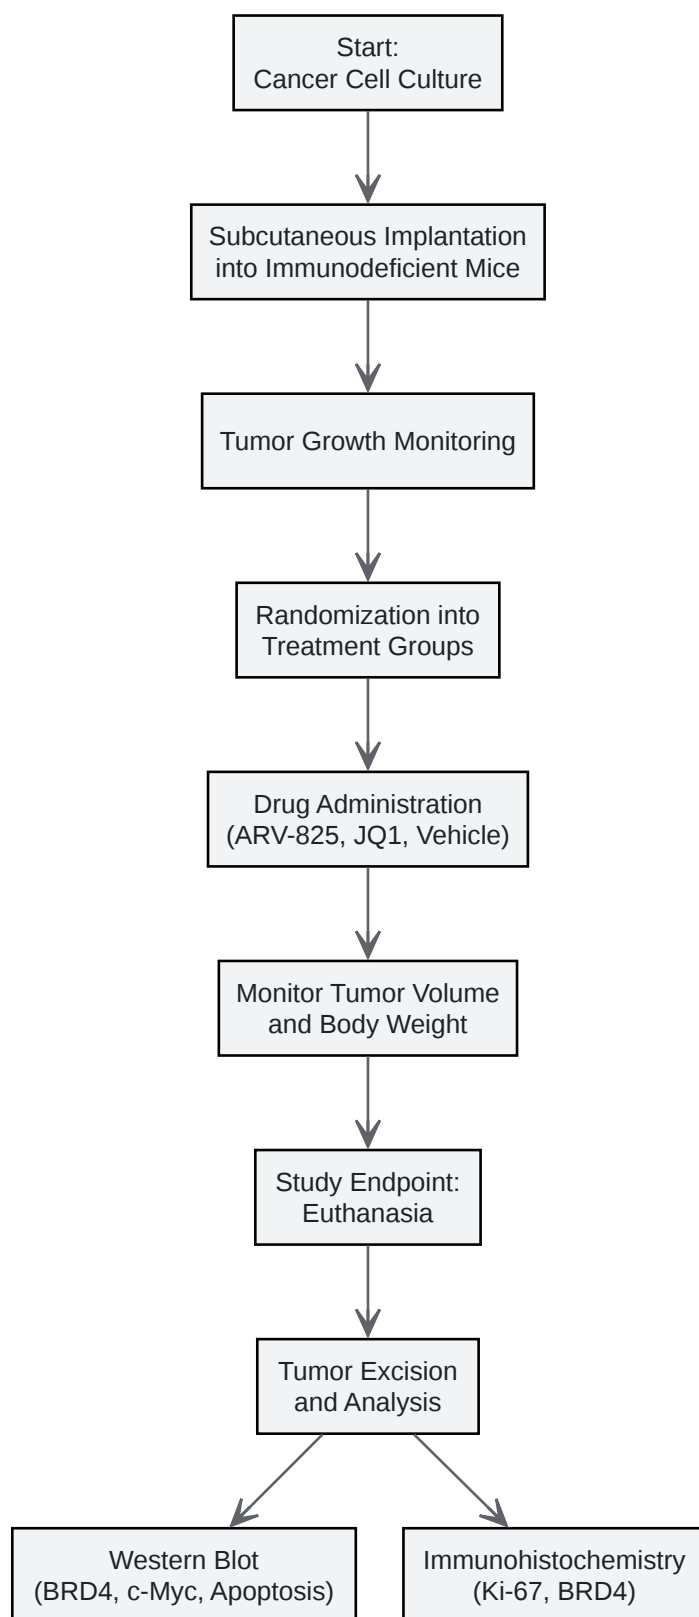 Start:
Cancer Cell Culture
Subcutaneous Implantation
into Immunodeficient Mice
Tumor Growth Monitoring
Randomization into
Treatment Groups
Drug Administration
(ARV-825, JQ1, Vehicle)
Monitor Tumor Volume
and Body Weight
Study Endpoint:
Euthanasia
Tumor Excision
and Analysis
Western Blot
(BRD4, c-Myc, Apoptosis)
Immunohistochemistry
(Ki-67, BRD4)